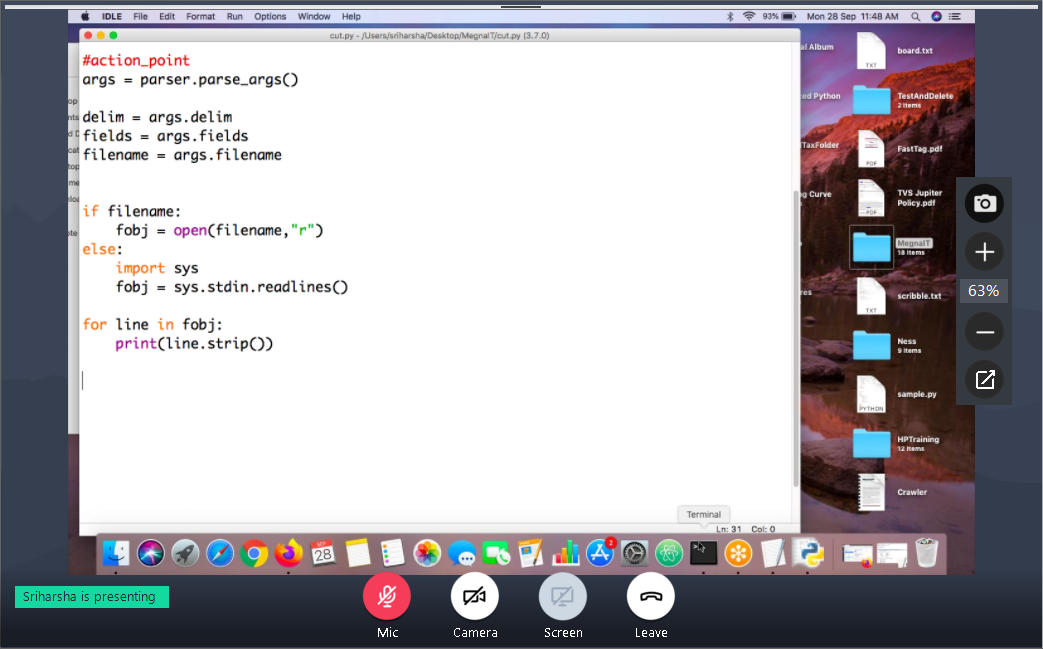 IDLE File Edit Format Run Options Window Help
93% Mon 28 Sep 11:48 AM
cut.py - /Users/sriharsha/Desktop/MegnaIT/cut.py (3.7.0)
#action_point
args = parser.parse_args()
delim = args.delim
fields = args.fields
filename = args.filename
if filename:
fobj = open(filename,"r")
else:
import sys
fobj = sys.stdin.readlines()
for line in fobj:
print(line.strip())
Ln: 31 Col: 0
Terminal
al Album
board.txt
TXT
ed Python
TestAndDelete
2 items
TaxFolder
FastTag.pdf
PDF
ng Curve
TVS Jupiter
Policy.pdf
PDF
MegnaIT
18 items
res
scribble.txt
TXT
Ness
9 items
sample.py
PYTHON
HPTraining
12 items
Crawler
63%
SEP
28
2
Sriharsha is presenting
Mic
Camera
Screen
Leave